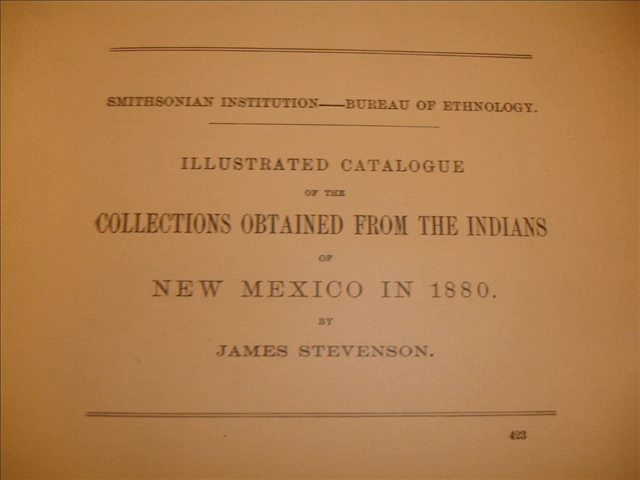 SMITHSONIAN INSTITUTION—BUREAU OF ETHNOLOGY.
ILLUSTRATED CATALOGUE
OF THE
COLLECTIONS OBTAINED FROM THE INDIANS
OF
NEW MEXICO IN 1880.
BY
JAMES STEVENSON.
423